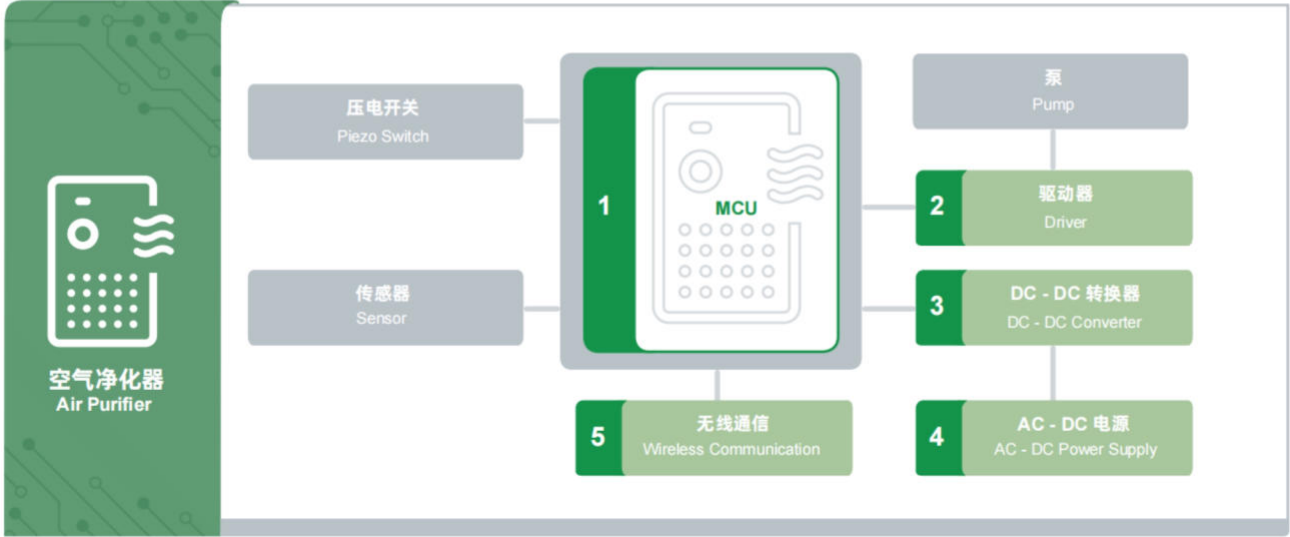 空气净化器
Air Purifier
压电开关
Piezo Switch
传感器
Sensor
1
MCU
泵
Pump
2
驱动器
Driver
3
DC - DC 转换器
DC - DC Converter
4
AC - DC 电源
AC - DC Power Supply
5
无线通信
Wireless Communication